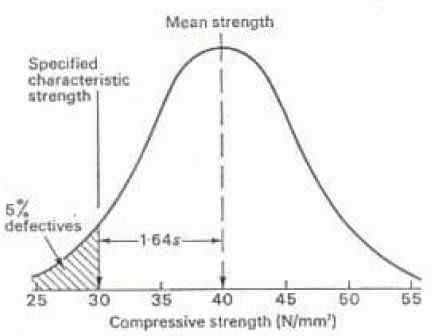 Mean strength
Specified
characteristic
strength
5%
defectives
1·64s
25 30 35 40 45 50 55
Compressive strength (N/mm²)